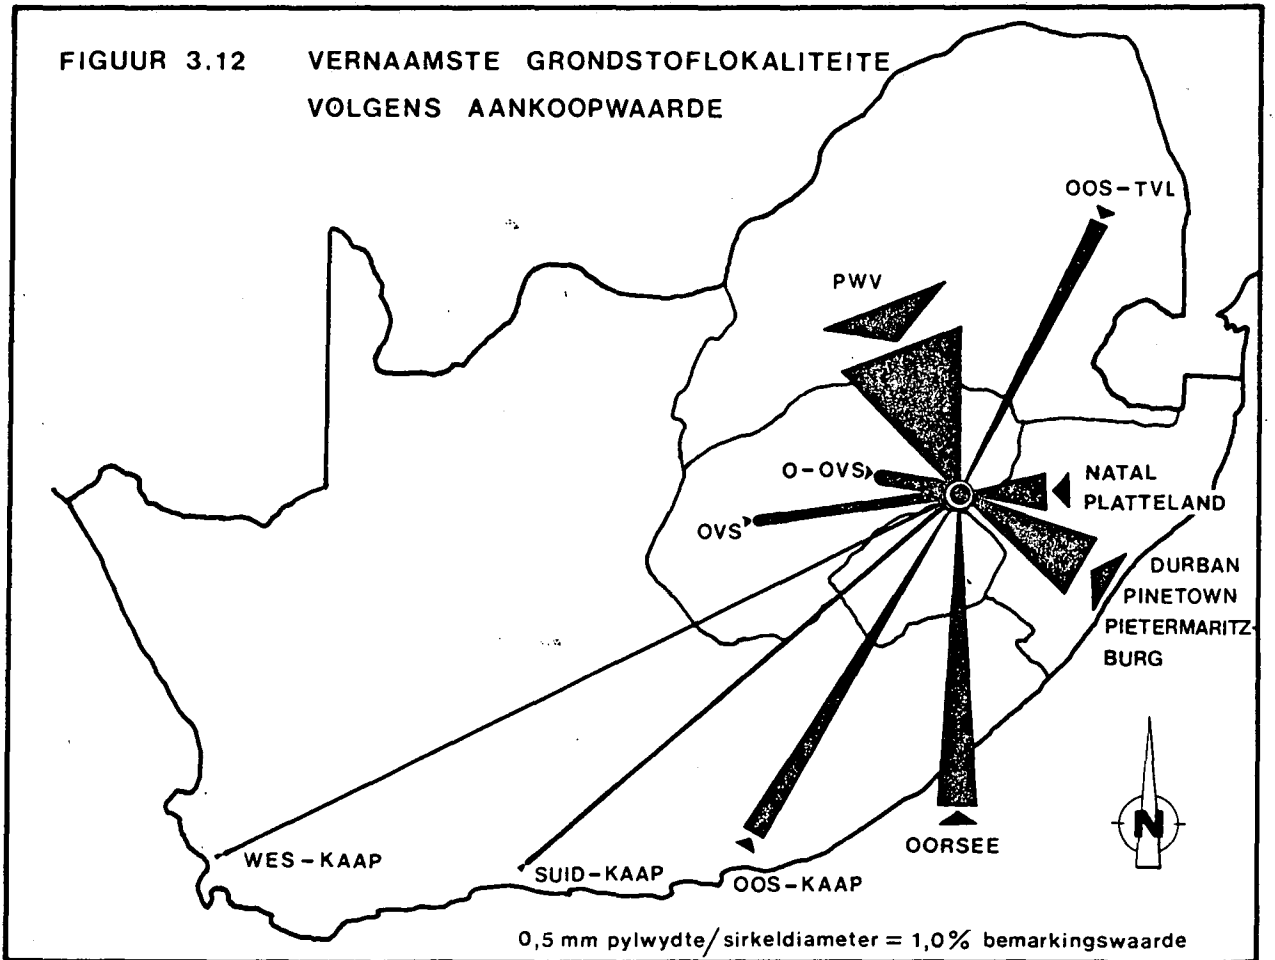 FIGUUR 3.12 VERNAAMSTE GRONDSTOFLOKALITEITE
VOLGENS AANKOOPWAARDE
OOS-TVL
PWV
O-OVS
OVS
NATAL
PLATTELAND
DURBAN
PINETOWN
PIETERMARITZ-
BURG
N
OORSEE
WES-KAAP
SUID-KAAP
OOS-KAAP
0,5 mm pylwydte/sirkeldiameter = 1,0% bemarkingswaarde